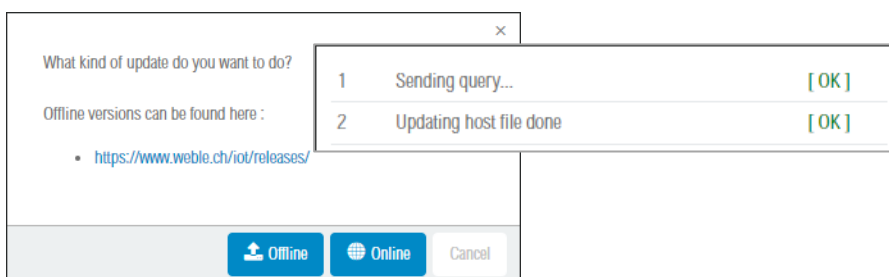 ×
What kind of update do you want to do?
Offline versions can be found here :
• https://www.weble.ch/iot/releases/
Offline Online Cancel
1 Sending query... [ OK ]
2 Updating host file done [ OK ]